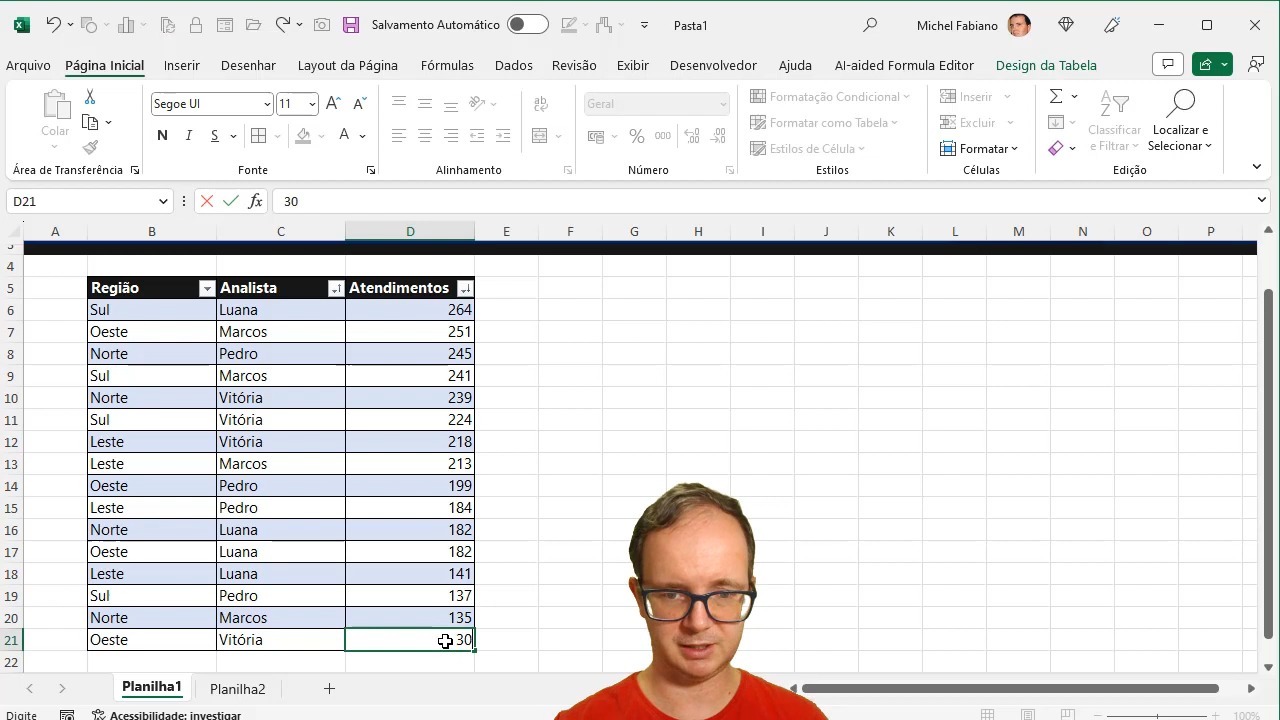 Salvamento Automático
Pasta1
Michel Fabiano
Arquivo Página Inicial Inserir Desenhar Layout da Página Fórmulas Dados Revisão Exibir Desenvolvedor Ajuda AI-aided Formula Editor Design da Tabela
Colar
Segoe UI 11
N I S A
Geral
% 000
Formatação Condicional
Formatar como Tabela
Estilos de Célula
Inserir
Excluir
Formatar
Classificar
e Filtrar
Localizar e
Selecionar
Área de Transferência Fonte Alinhamento Número Estilos Células Edição
D21 fx 30
A B C D E F G H I J K L M N O P
4
5 Região Analista Atendimentos
6 Sul Luana 264
7 Oeste Marcos 251
8 Norte Pedro 245
9 Sul Marcos 241
10 Norte Vitória 239
11 Sul Vitória 224
12 Leste Vitória 218
13 Leste Marcos 213
14 Oeste Pedro 199
15 Leste Pedro 184
16 Norte Luana 182
17 Oeste Luana 182
18 Leste Luana 141
19 Sul Pedro 137
20 Norte Marcos 135
21 Oeste Vitória 30
22
Planilha1 Planilha2
Digite Acessibilidade: investigar 100%